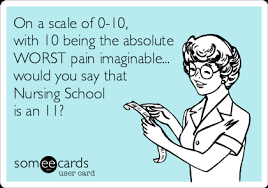 On a scale of 0-10,
with 10 being the absolute
WORST pain imaginable...
would you say that
Nursing School
is an 11?
someecards
user card